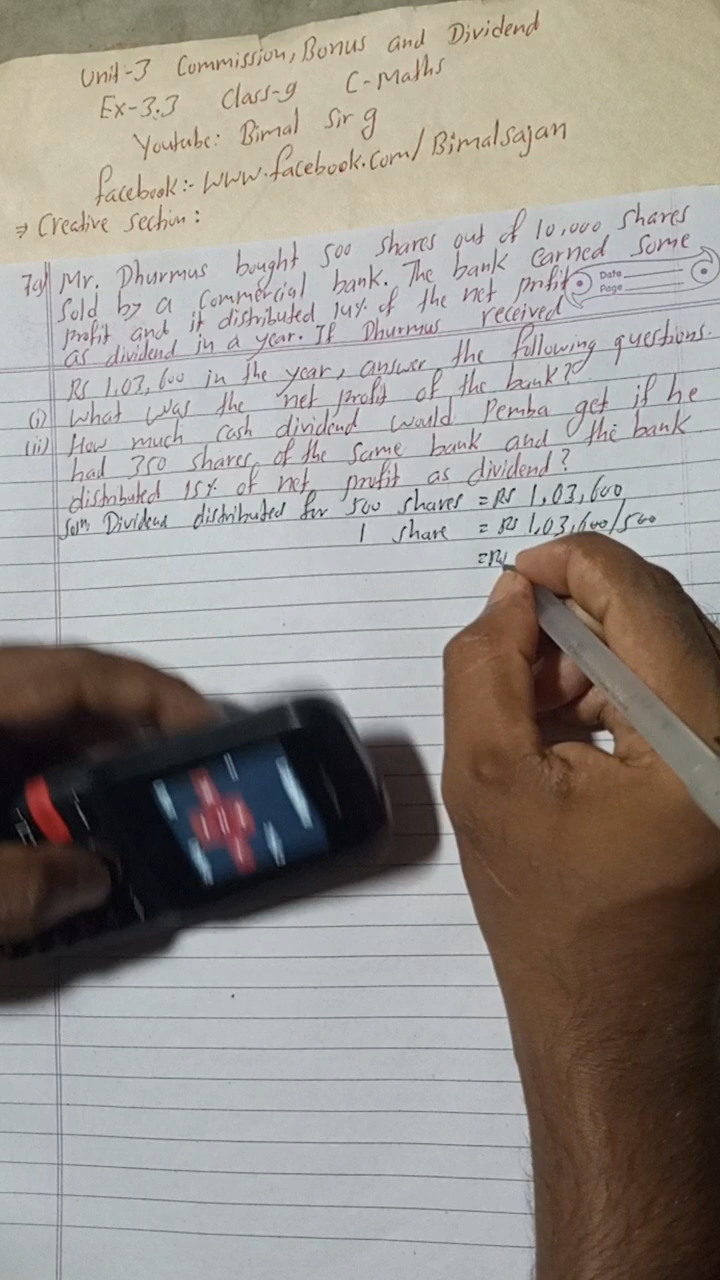 Unit-3 Commission, Bonus and Dividend
Ex-3.3 Class-9 C-Maths
Youtube: Bimal Sir g
facebook:- www.facebook.com/Bimalsajan
⇒ Creative section:
7a) Mr. Dhurmus bought 500 shares out of 10,000 shares
sold by a commercial bank. The bank earned some
profit and it distributed 14% of the net profit
Date
Page
as dividend in a year. If Dhurmus received
RS 1,03,600 in the year, answer the following questions.
(i) What was the net profit of the bank?
(ii) How much cash dividend would Pemba get if he
had 350 shares of the same bank and the bank
distributed 15% of net profit as dividend?
Soln Dividend distributed for 500 shares = RS 1,03,600
1 share = RS 1,03,600/500
= RS